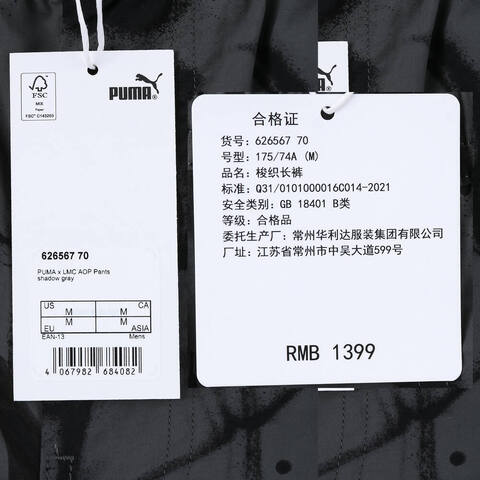 FSC
MIX
Paper
FSC® C143203
PUMA
626567 70
PUMA x LMC AOP Pants
shadow gray
US CA
M M
M M
EU ASIA
EAN-13 Mens
4 067982 684082
合格证
货号: 626567 70
号型: 175/74A (M)
品名: 梭织长裤
标准: Q31/0101000016C014-2021
安全类别: GB 18401 B类
等级: 合格品
委托生产厂: 常州华利达服装集团有限公司
厂址: 江苏省常州市中吴大道599号
RMB 1399